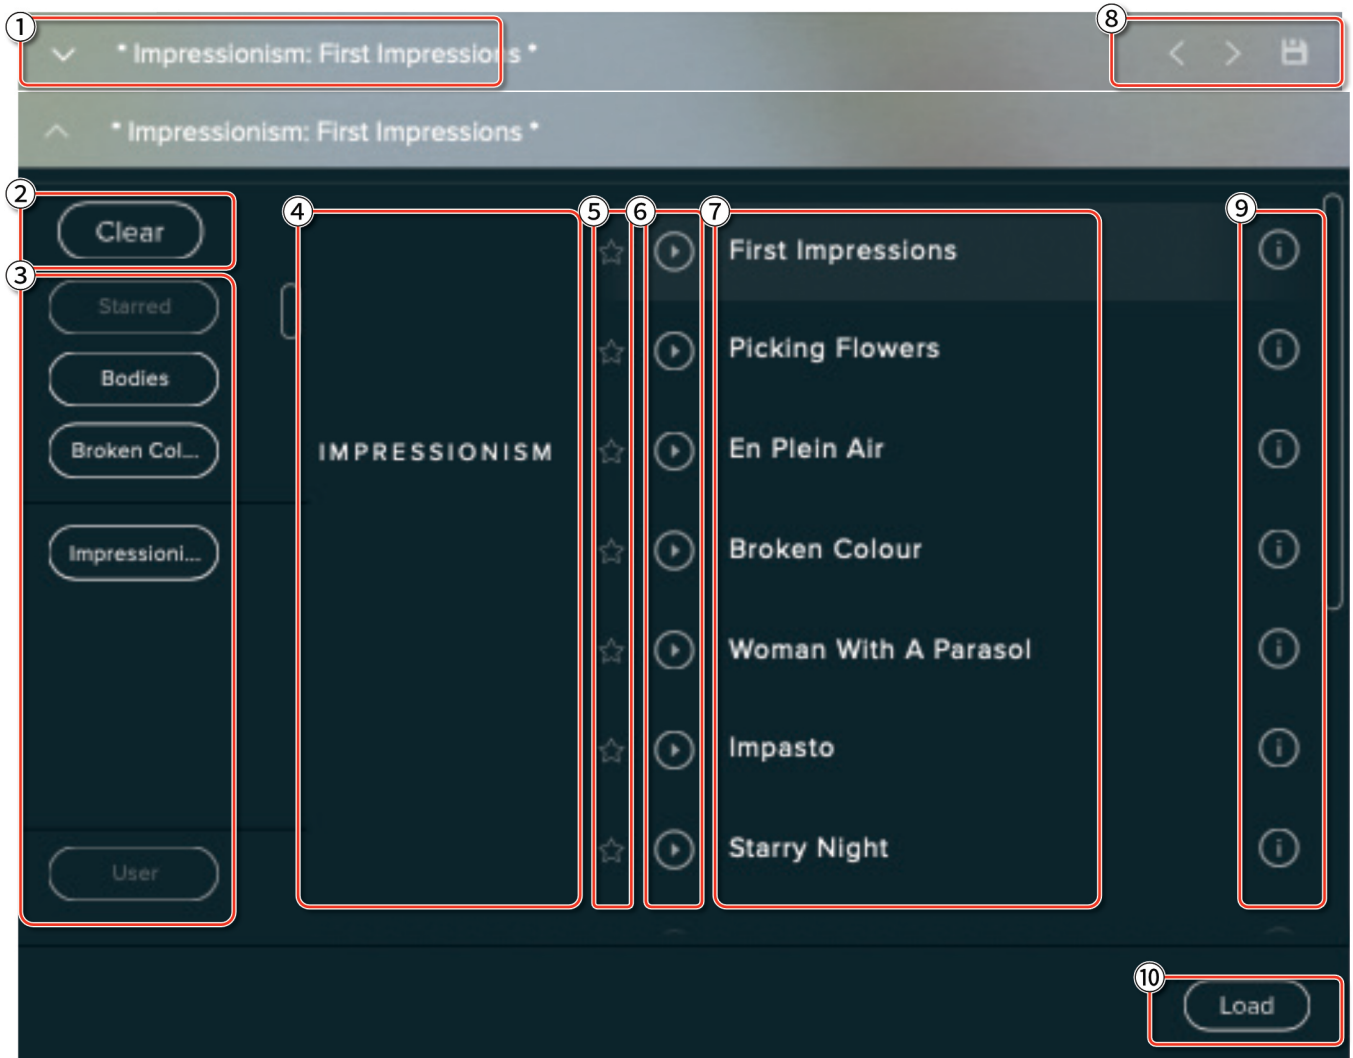 ① * Impressionism: First Impressions * ⑧
* Impressionism: First Impressions *
② Clear
③ Starred
Bodies
Broken Col...
Impressioni...
User
④ IMPRESSIONISM
⑤ ⑥ ⑦ ⑨
First Impressions
Picking Flowers
En Plein Air
Broken Colour
Woman With A Parasol
Impasto
Starry Night
⑩ Load